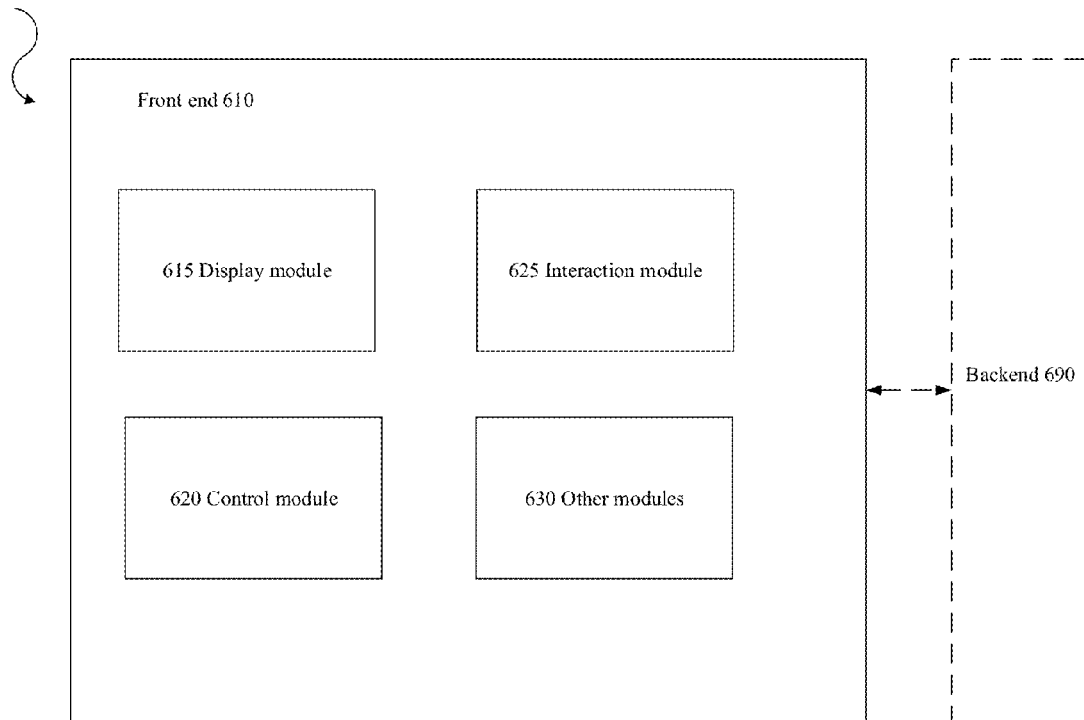 Front end 610
615 Display module
625 Interaction module
Backend 690
620 Control module
630 Other modules